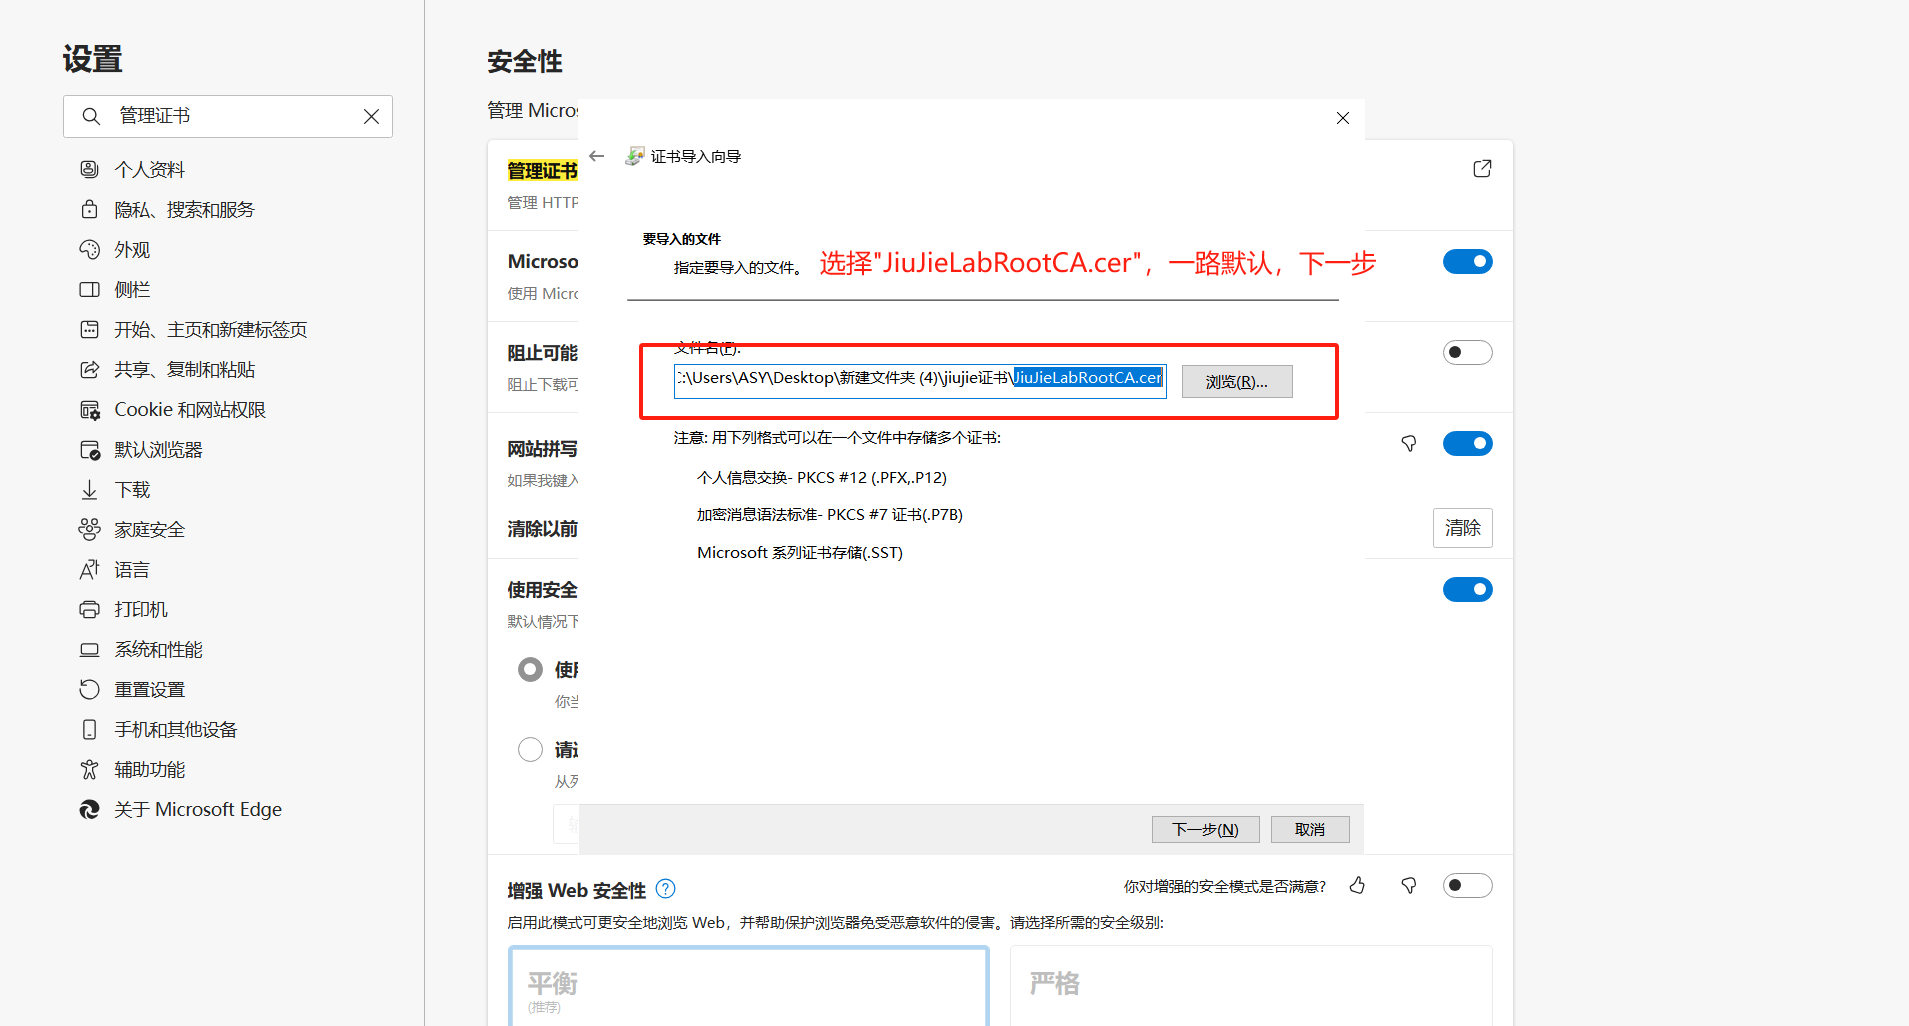 设置
管理证书
个人资料
隐私、搜索和服务
外观
侧栏
开始、主页和新建标签页
共享、复制和粘贴
Cookie 和网站权限
默认浏览器
下载
家庭安全
语言
打印机
系统和性能
重置设置
手机和其他设备
辅助功能
关于 Microsoft Edge
安全性
管理 Micros
管理证书
管理 HTTP
Microso
使用 Micro
阻止可能
阻止下载可
网站拼写
如果我键入
清除以前
清除
使用安全
默认情况下
使用
你当
从列
证书导入向导
要导入的文件
指定要导入的文件。
选择"JiuJieLabRootCA.cer"，一路默认，下一步
文件名(F):
C:\Users\ASY\Desktop\新建文件夹 (4)\jiujie证书\JiuJieLabRootCA.cer
浏览(R)...
注意: 用下列格式可以在一个文件中存储多个证书:
个人信息交换- PKCS #12 (.PFX,.P12)
加密消息语法标准- PKCS #7 证书(.P7B)
Microsoft 系列证书存储(.SST)
下一步(N)
取消
增强 Web 安全性
你对增强的安全模式是否满意?
启用此模式可更安全地浏览 Web，并帮助保护浏览器免受恶意软件的侵害。请选择所需的安全级别:
平衡
(推荐)
严格